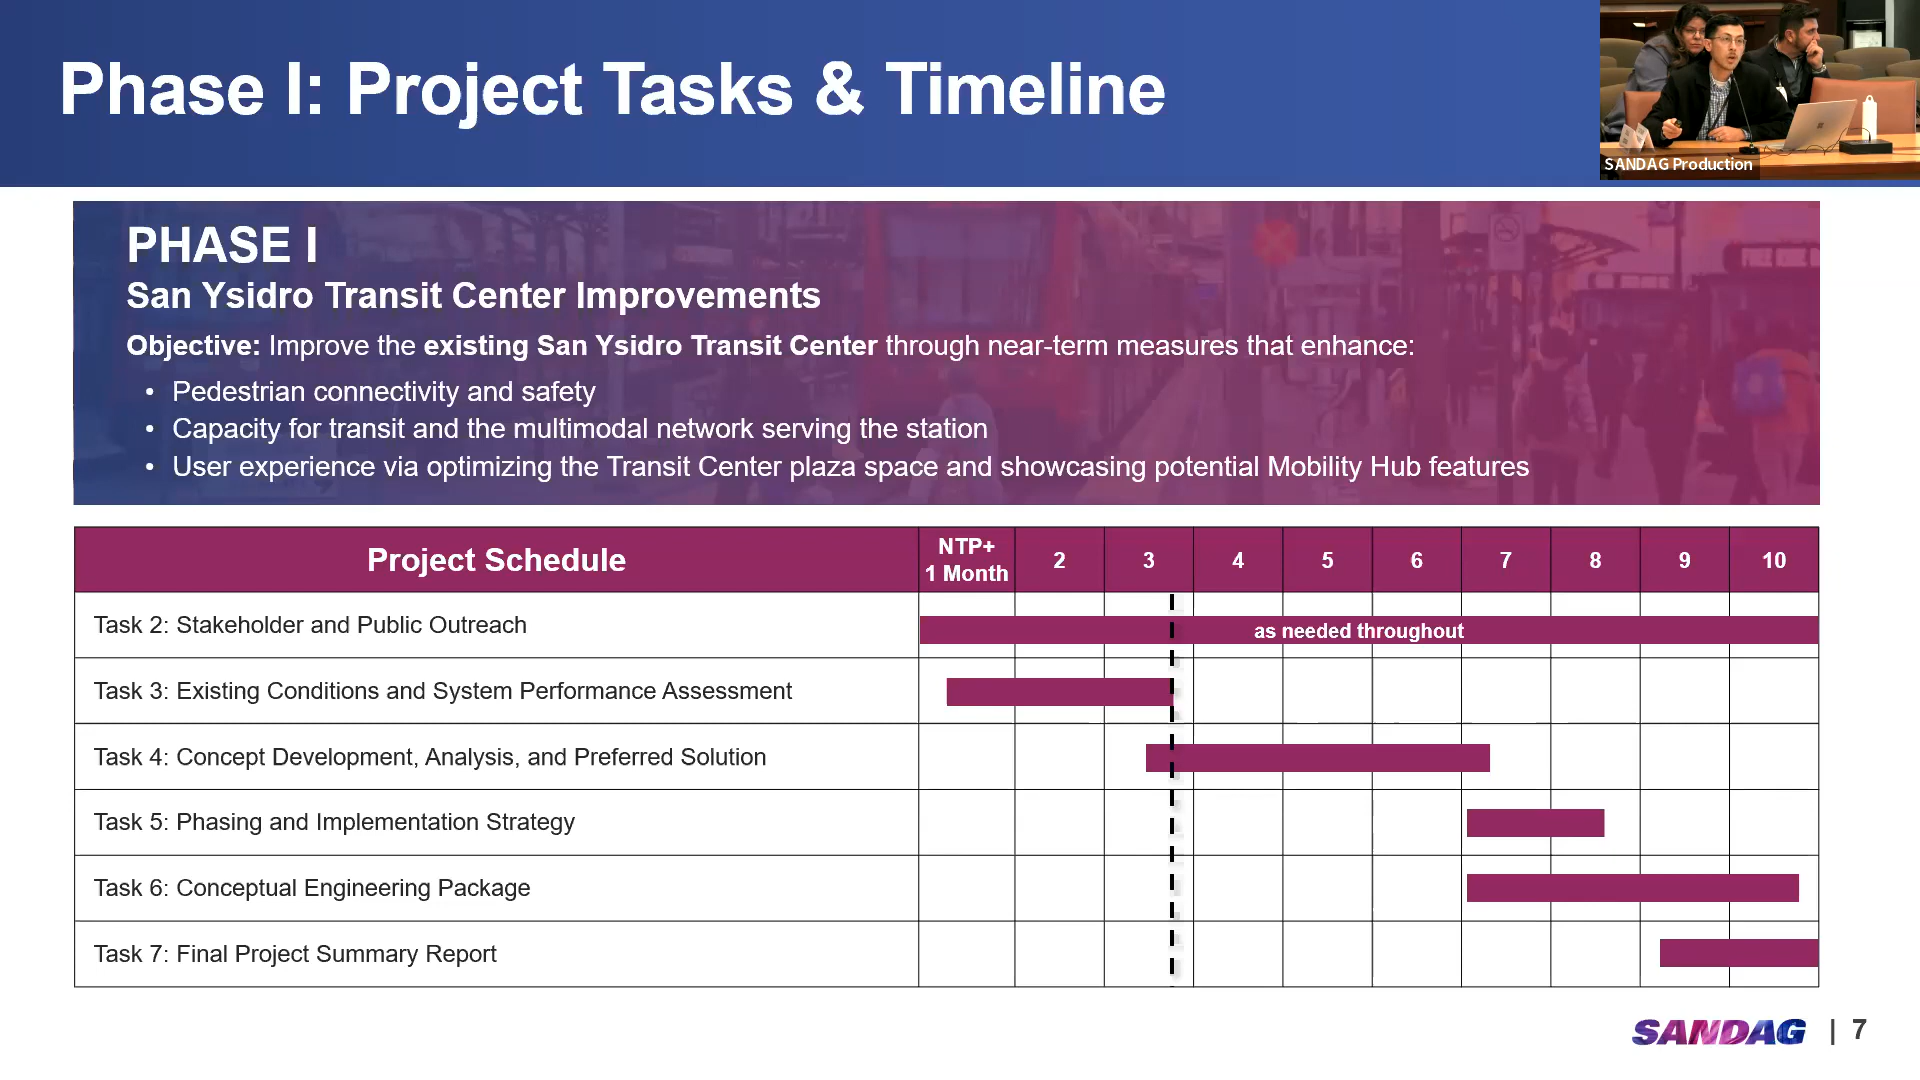 Phase I: Project Tasks & Timeline
SANDAG Production
PHASE I
San Ysidro Transit Center Improvements
Objective: Improve the existing San Ysidro Transit Center through near-term measures that enhance:
• Pedestrian connectivity and safety
• Capacity for transit and the multimodal network serving the station
• User experience via optimizing the Transit Center plaza space and showcasing potential Mobility Hub features
Project Schedule
NTP+
1 Month
2
3
4
5
6
7
8
9
10
Task 2: Stakeholder and Public Outreach
as needed throughout
Task 3: Existing Conditions and System Performance Assessment
Task 4: Concept Development, Analysis, and Preferred Solution
Task 5: Phasing and Implementation Strategy
Task 6: Conceptual Engineering Package
Task 7: Final Project Summary Report
SANDAG | 7